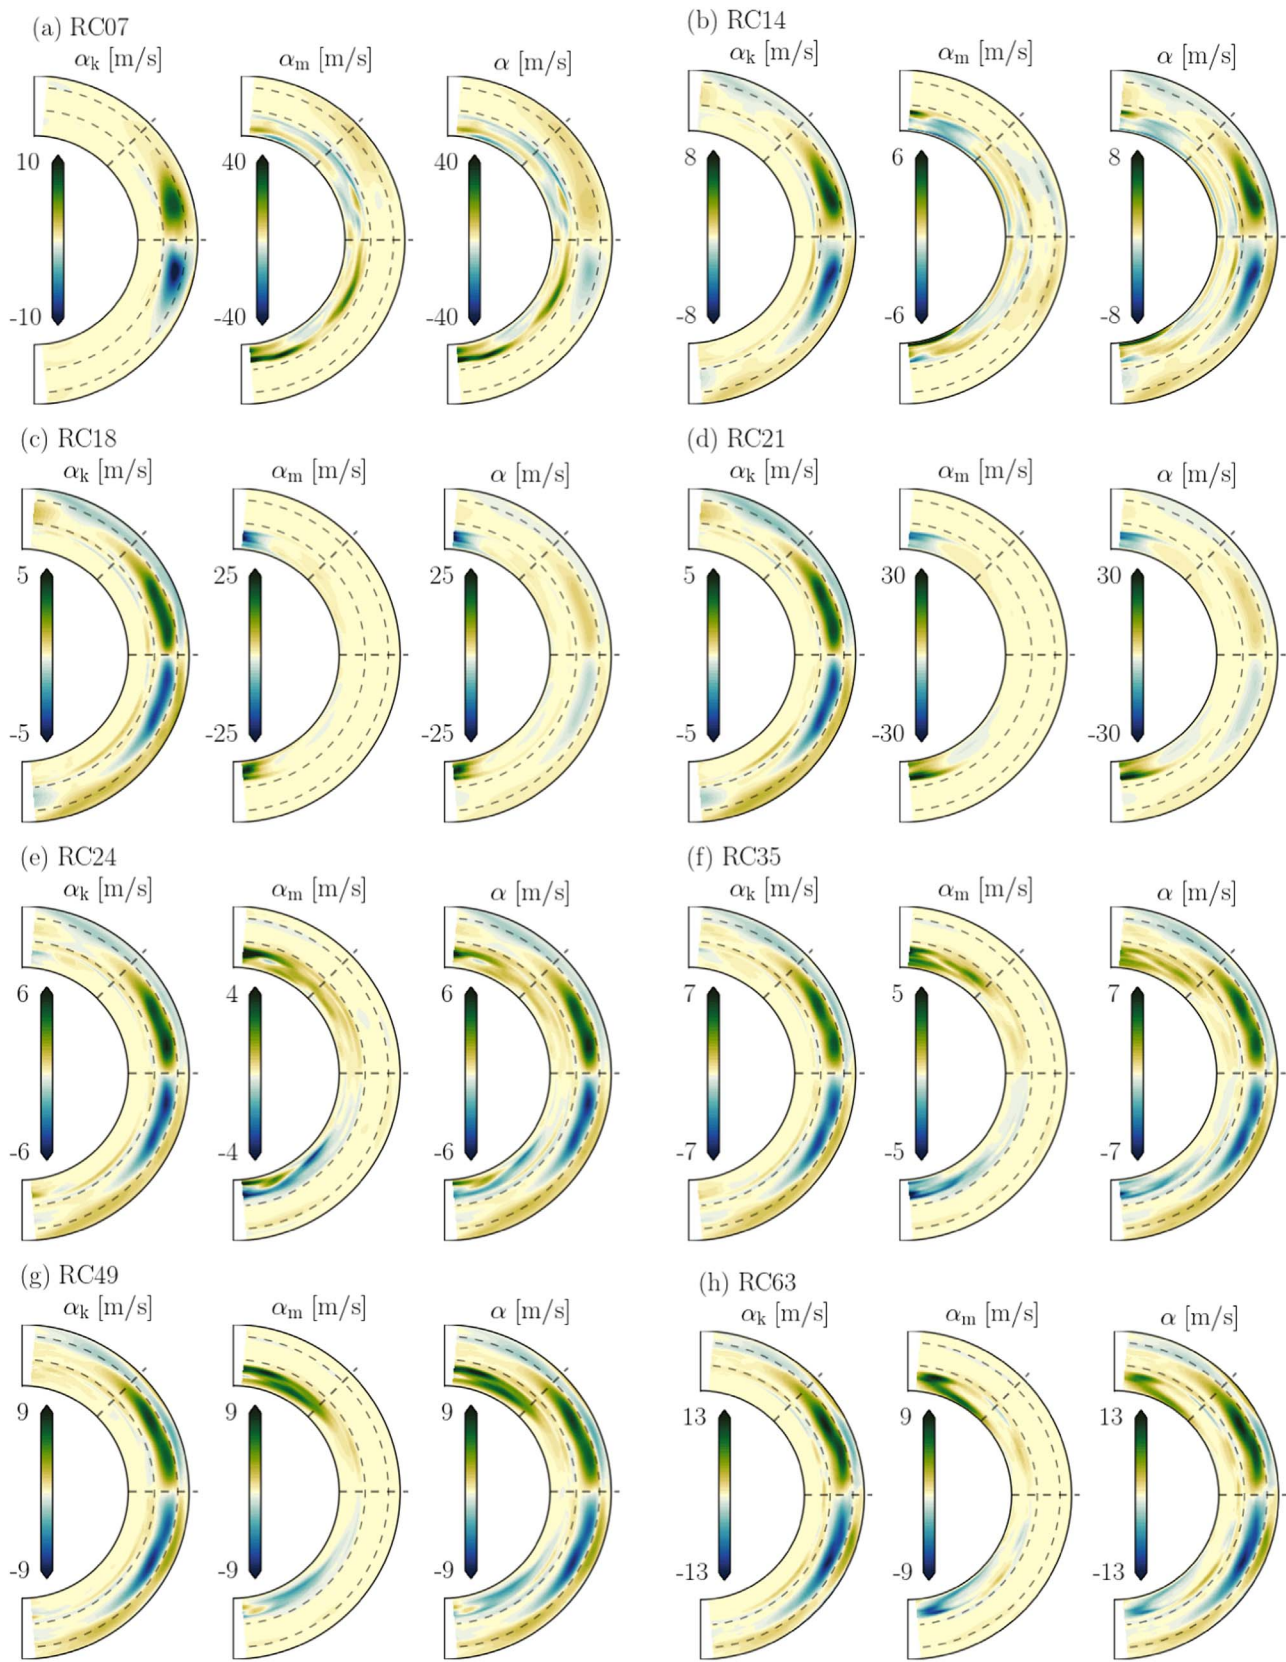 (a) RC07
αk [m/s] αm [m/s] α [m/s]
10 40 40
-10 -40 -40
(b) RC14
αk [m/s] αm [m/s] α [m/s]
8 6 8
-8 -6 -8
(c) RC18
αk [m/s] αm [m/s] α [m/s]
5 25 25
-5 -25 -25
(d) RC21
αk [m/s] αm [m/s] α [m/s]
5 30 30
-5 -30 -30
(e) RC24
αk [m/s] αm [m/s] α [m/s]
6 4 6
-6 -4 -6
(f) RC35
αk [m/s] αm [m/s] α [m/s]
7 5 7
-7 -5 -7
(g) RC49
αk [m/s] αm [m/s] α [m/s]
9 9 9
-9 -9 -9
(h) RC63
αk [m/s] αm [m/s] α [m/s]
13 9 13
-13 -9 -13